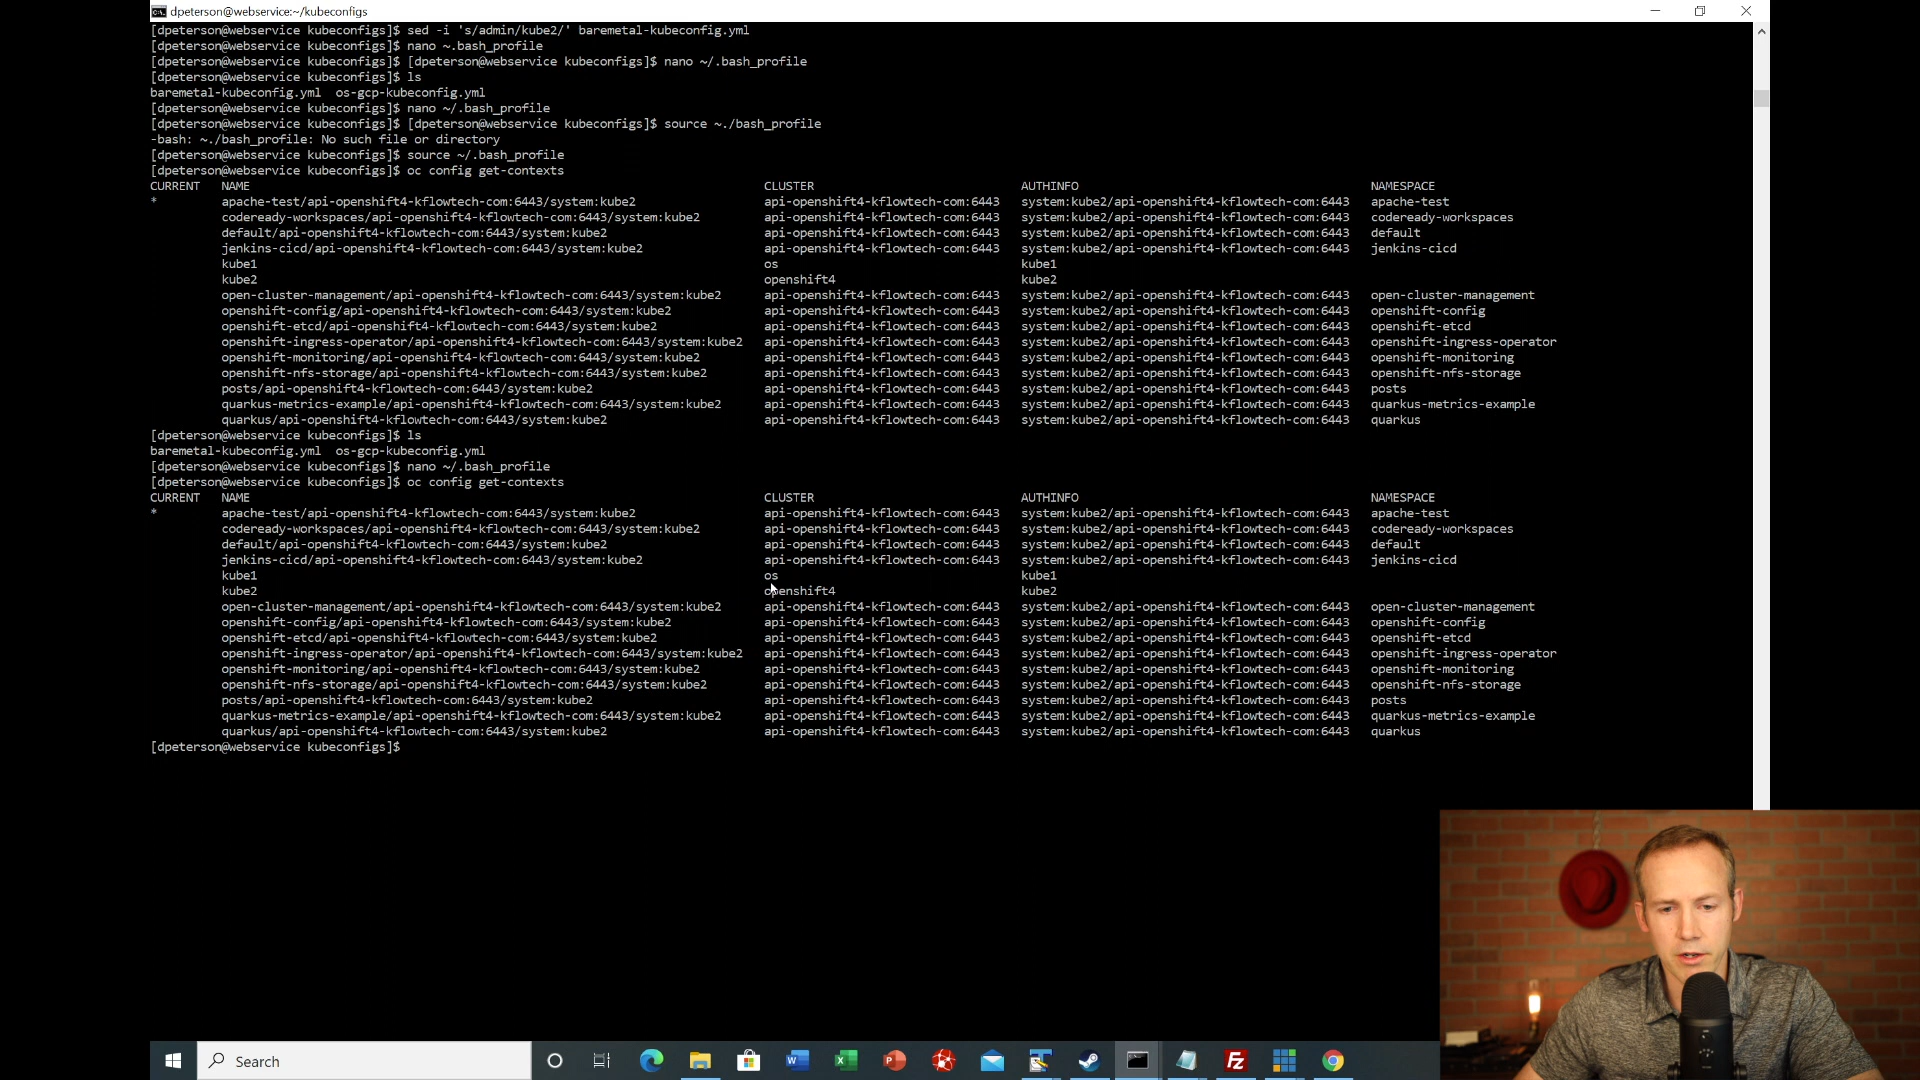 dpeterson@webservice:~/kubeconfigs
[dpeterson@webservice kubeconfigs]$ sed -i 's/admin/kube2/' baremetal-kubeconfig.yml
[dpeterson@webservice kubeconfigs]$ nano ~.bash_profile
[dpeterson@webservice kubeconfigs]$ [dpeterson@webservice kubeconfigs]$ nano ~/.bash_profile
[dpeterson@webservice kubeconfigs]$ ls
baremetal-kubeconfig.yml  os-gcp-kubeconfig.yml
[dpeterson@webservice kubeconfigs]$ nano ~/.bash_profile
[dpeterson@webservice kubeconfigs]$ [dpeterson@webservice kubeconfigs]$ source ~./bash_profile
-bash: ~./bash_profile: No such file or directory
[dpeterson@webservice kubeconfigs]$ source ~/.bash_profile
[dpeterson@webservice kubeconfigs]$ oc config get-contexts
CURRENT NAME CLUSTER AUTHINFO NAMESPACE
* apache-test/api-openshift4-kflowtech-com:6443/system:kube2 api-openshift4-kflowtech-com:6443 system:kube2/api-openshift4-kflowtech-com:6443 apache-test
codeready-workspaces/api-openshift4-kflowtech-com:6443/system:kube2 api-openshift4-kflowtech-com:6443 system:kube2/api-openshift4-kflowtech-com:6443 codeready-workspaces
default/api-openshift4-kflowtech-com:6443/system:kube2 api-openshift4-kflowtech-com:6443 system:kube2/api-openshift4-kflowtech-com:6443 default
jenkins-cicd/api-openshift4-kflowtech-com:6443/system:kube2 api-openshift4-kflowtech-com:6443 system:kube2/api-openshift4-kflowtech-com:6443 jenkins-cicd
kube1 os kube1
kube2 openshift4 kube2
open-cluster-management/api-openshift4-kflowtech-com:6443/system:kube2 api-openshift4-kflowtech-com:6443 system:kube2/api-openshift4-kflowtech-com:6443 open-cluster-management
openshift-config/api-openshift4-kflowtech-com:6443/system:kube2 api-openshift4-kflowtech-com:6443 system:kube2/api-openshift4-kflowtech-com:6443 openshift-config
openshift-etcd/api-openshift4-kflowtech-com:6443/system:kube2 api-openshift4-kflowtech-com:6443 system:kube2/api-openshift4-kflowtech-com:6443 openshift-etcd
openshift-ingress-operator/api-openshift4-kflowtech-com:6443/system:kube2 api-openshift4-kflowtech-com:6443 system:kube2/api-openshift4-kflowtech-com:6443 openshift-ingress-operator
openshift-monitoring/api-openshift4-kflowtech-com:6443/system:kube2 api-openshift4-kflowtech-com:6443 system:kube2/api-openshift4-kflowtech-com:6443 openshift-monitoring
openshift-nfs-storage/api-openshift4-kflowtech-com:6443/system:kube2 api-openshift4-kflowtech-com:6443 system:kube2/api-openshift4-kflowtech-com:6443 openshift-nfs-storage
posts/api-openshift4-kflowtech-com:6443/system:kube2 api-openshift4-kflowtech-com:6443 system:kube2/api-openshift4-kflowtech-com:6443 posts
quarkus-metrics-example/api-openshift4-kflowtech-com:6443/system:kube2 api-openshift4-kflowtech-com:6443 system:kube2/api-openshift4-kflowtech-com:6443 quarkus-metrics-example
quarkus/api-openshift4-kflowtech-com:6443/system:kube2 api-openshift4-kflowtech-com:6443 system:kube2/api-openshift4-kflowtech-com:6443 quarkus
[dpeterson@webservice kubeconfigs]$ ls
baremetal-kubeconfig.yml  os-gcp-kubeconfig.yml
[dpeterson@webservice kubeconfigs]$ nano ~/.bash_profile
[dpeterson@webservice kubeconfigs]$ oc config get-contexts
CURRENT NAME CLUSTER AUTHINFO NAMESPACE
* apache-test/api-openshift4-kflowtech-com:6443/system:kube2 api-openshift4-kflowtech-com:6443 system:kube2/api-openshift4-kflowtech-com:6443 apache-test
codeready-workspaces/api-openshift4-kflowtech-com:6443/system:kube2 api-openshift4-kflowtech-com:6443 system:kube2/api-openshift4-kflowtech-com:6443 codeready-workspaces
default/api-openshift4-kflowtech-com:6443/system:kube2 api-openshift4-kflowtech-com:6443 system:kube2/api-openshift4-kflowtech-com:6443 default
jenkins-cicd/api-openshift4-kflowtech-com:6443/system:kube2 api-openshift4-kflowtech-com:6443 system:kube2/api-openshift4-kflowtech-com:6443 jenkins-cicd
kube1 os kube1
kube2 openshift4 kube2
open-cluster-management/api-openshift4-kflowtech-com:6443/system:kube2 api-openshift4-kflowtech-com:6443 system:kube2/api-openshift4-kflowtech-com:6443 open-cluster-management
openshift-config/api-openshift4-kflowtech-com:6443/system:kube2 api-openshift4-kflowtech-com:6443 system:kube2/api-openshift4-kflowtech-com:6443 openshift-config
openshift-etcd/api-openshift4-kflowtech-com:6443/system:kube2 api-openshift4-kflowtech-com:6443 system:kube2/api-openshift4-kflowtech-com:6443 openshift-etcd
openshift-ingress-operator/api-openshift4-kflowtech-com:6443/system:kube2 api-openshift4-kflowtech-com:6443 system:kube2/api-openshift4-kflowtech-com:6443 openshift-ingress-operator
openshift-monitoring/api-openshift4-kflowtech-com:6443/system:kube2 api-openshift4-kflowtech-com:6443 system:kube2/api-openshift4-kflowtech-com:6443 openshift-monitoring
openshift-nfs-storage/api-openshift4-kflowtech-com:6443/system:kube2 api-openshift4-kflowtech-com:6443 system:kube2/api-openshift4-kflowtech-com:6443 openshift-nfs-storage
posts/api-openshift4-kflowtech-com:6443/system:kube2 api-openshift4-kflowtech-com:6443 system:kube2/api-openshift4-kflowtech-com:6443 posts
quarkus-metrics-example/api-openshift4-kflowtech-com:6443/system:kube2 api-openshift4-kflowtech-com:6443 system:kube2/api-openshift4-kflowtech-com:6443 quarkus-metrics-example
quarkus/api-openshift4-kflowtech-com:6443/system:kube2 api-openshift4-kflowtech-com:6443 system:kube2/api-openshift4-kflowtech-com:6443 quarkus
[dpeterson@webservice kubeconfigs]$
Search